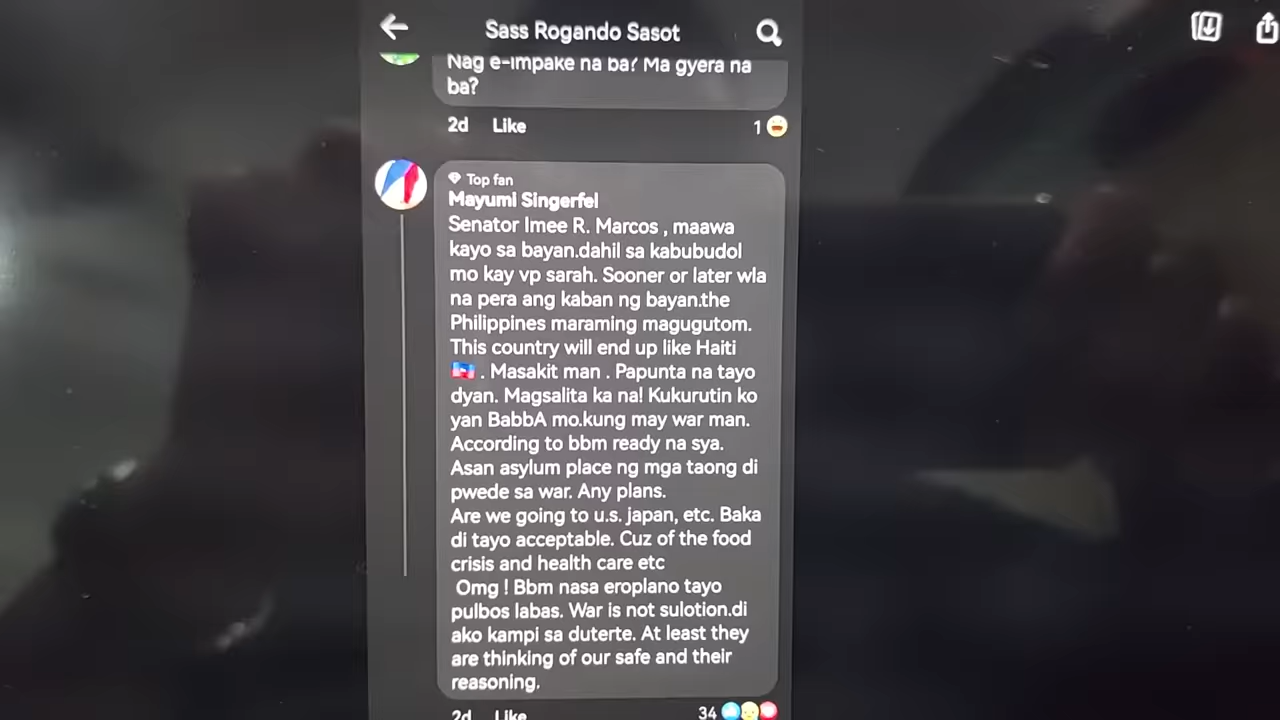 Sass Rogando Sasot
Nag e-impake na ba? Ma gyera na
ba?
2d Like
1
Top fan
Mayumi Singerfel
Senator Imee R. Marcos , maawa
kayo sa bayan.dahil sa kabubudol
mo kay vp sarah. Sooner or later wla
na pera ang kaban ng bayan.the
Philippines maraming magugutom.
This country will end up like Haiti
🇭🇹 . Masakit man . Papunta na tayo
dyan. Magsalita ka na! Kukurutin ko
yan BabbA mo.kung may war man.
According to bbm ready na sya.
Asan asylum place ng mga taong di
pwede sa war. Any plans.
Are we going to u.s. japan, etc. Baka
di tayo acceptable. Cuz of the food
crisis and health care etc
Omg ! Bbm nasa eroplano tayo
pulbos labas. War is not sulotion.di
ako kampi sa duterte. At least they
are thinking of our safe and their
reasoning.
2d Like
34